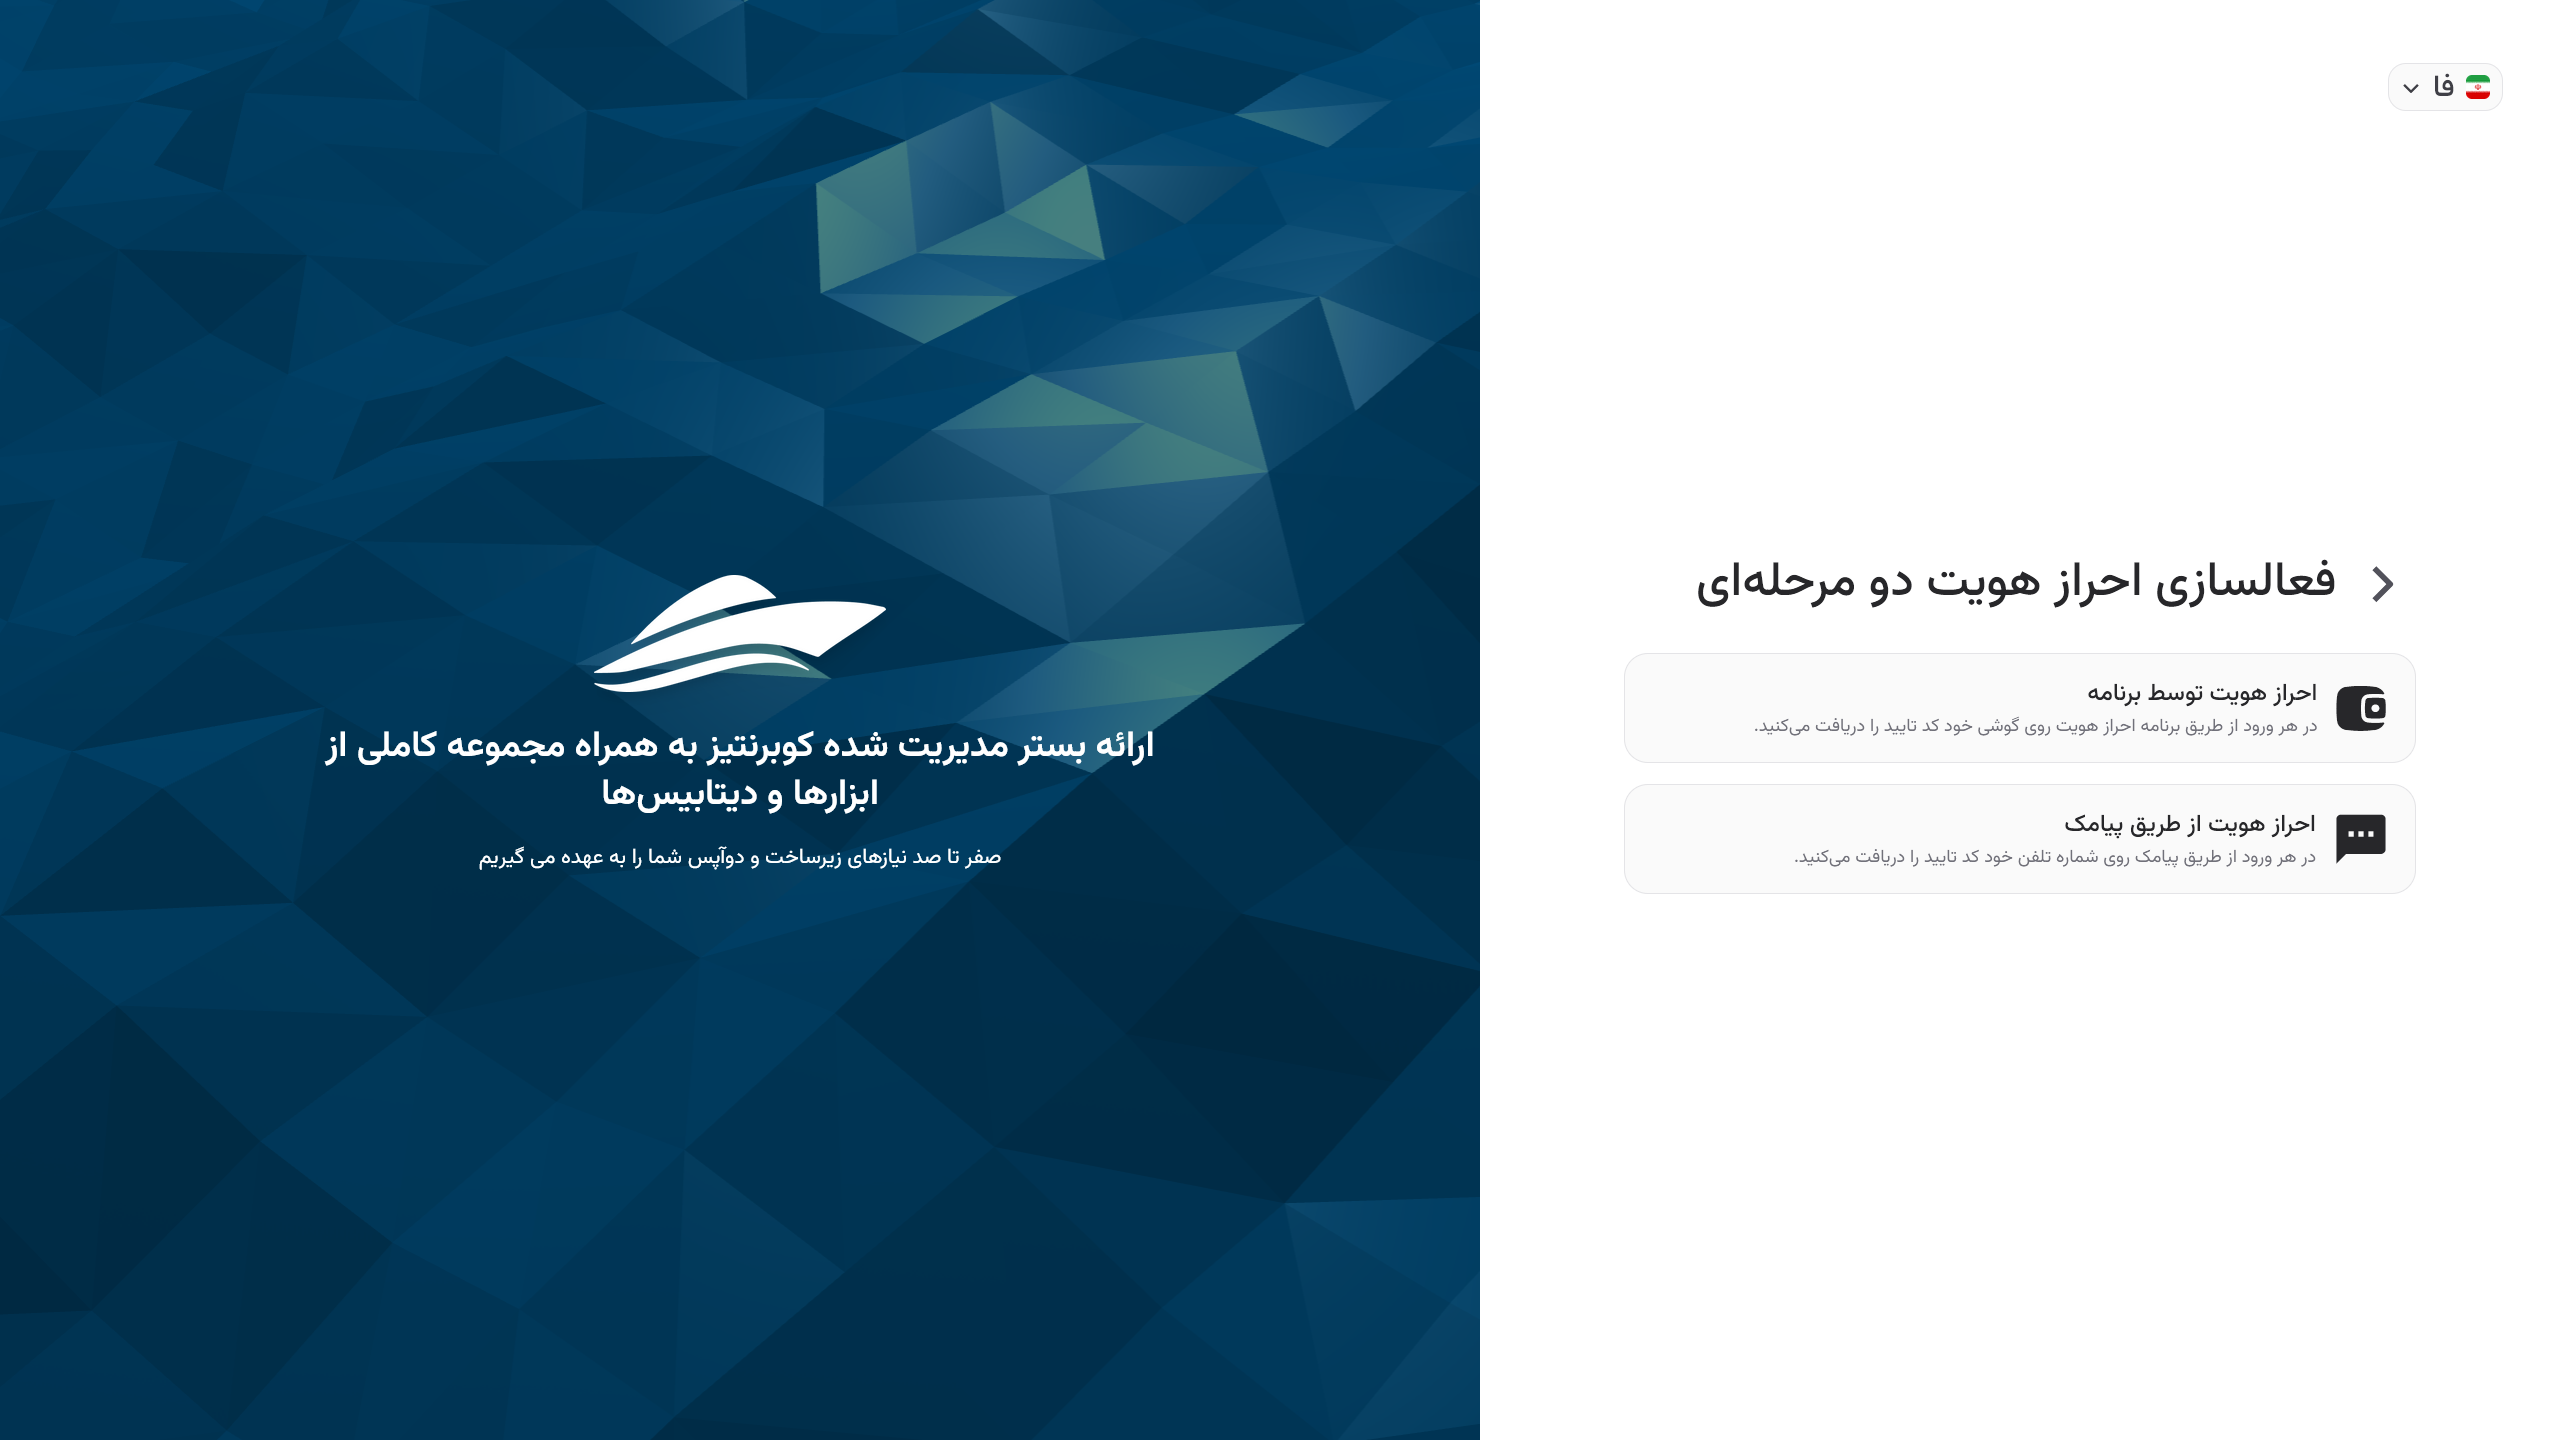 فا
فعالسازی احراز هویت دو مرحله‌ای
احراز هویت توسط برنامه
در هر ورود از طریق برنامه احراز هویت روی گوشی خود کد تایید را دریافت می‌کنید.
احراز هویت از طریق پیامک
در هر ورود از طریق پیامک روی شماره تلفن خود کد تایید را دریافت می‌کنید.
ارائه بستر مدیریت شده کوبرنتیز به همراه مجموعه کاملی از
ابزارها و دیتابیس‌ها
صفر تا صد نیازهای زیرساخت و دوآپس شما را به عهده می گیریم